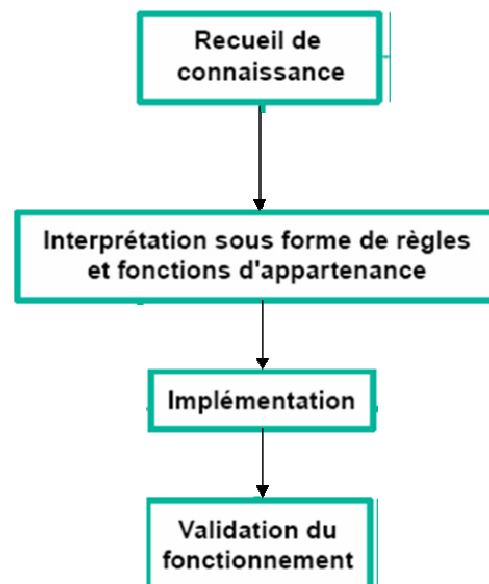 Recueil de
connaissance
Interprétation sous forme de règles
et fonctions d'appartenance
Implémentation
Validation du
fonctionnement